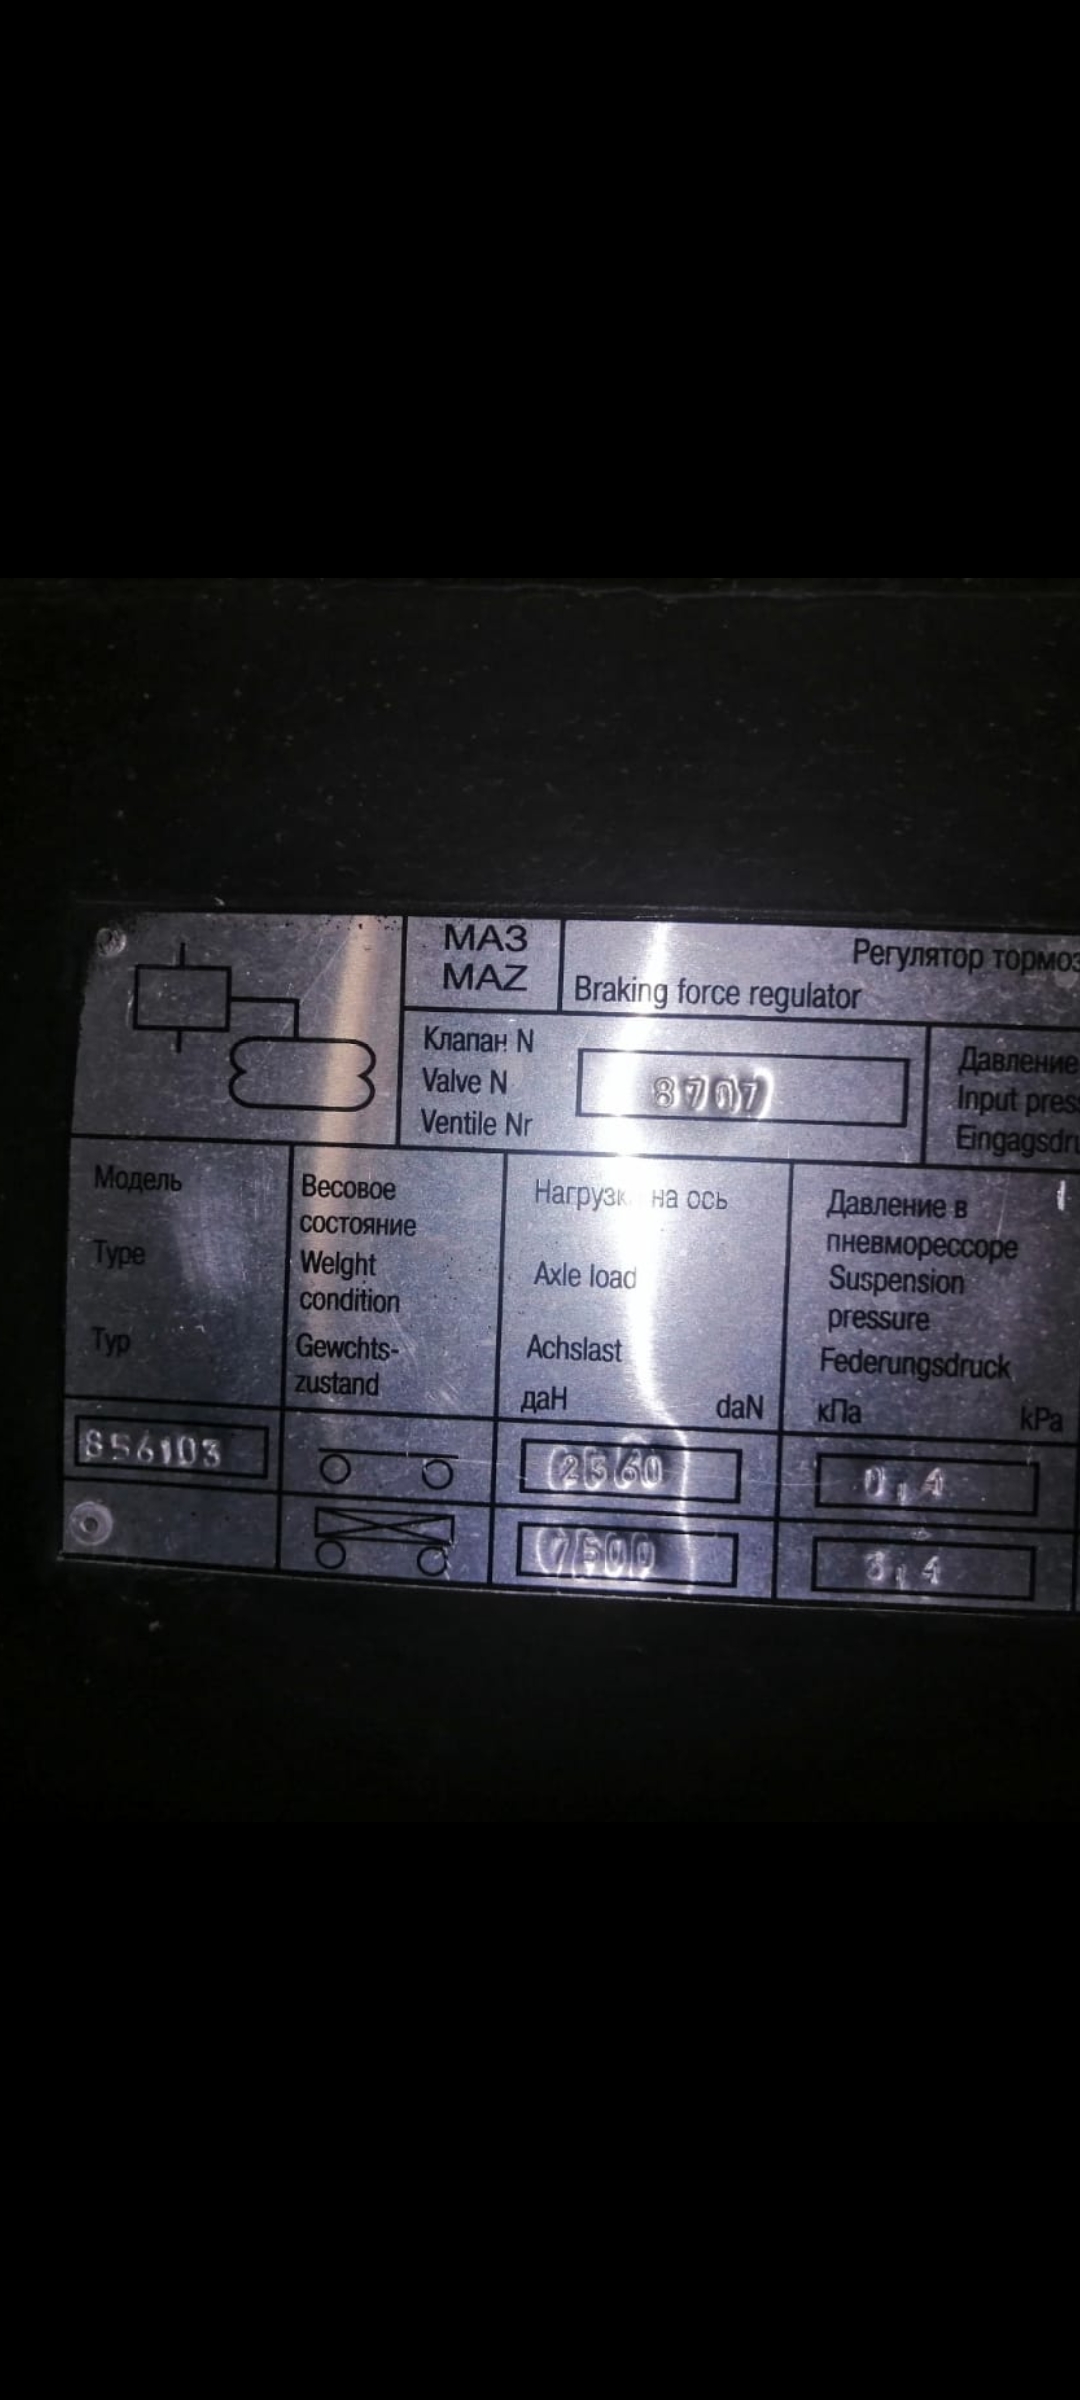 МАЗ
MAZ
Регулятор тормоз
Braking force regulator
Клапан N
Valve N
Ventile Nr
8707
Давление
Input pres
Eingagsdr
Модель
Type
Typ
Весовое
состояние
Welght
condition
Gewchts-
zustand
Нагрузк на ось
Axle load
Achslast
даН daN
Давление в
пневморессоре
Suspension
pressure
Federungsdruck
кПа kPa
856103
2560
0,4
7500
3,4